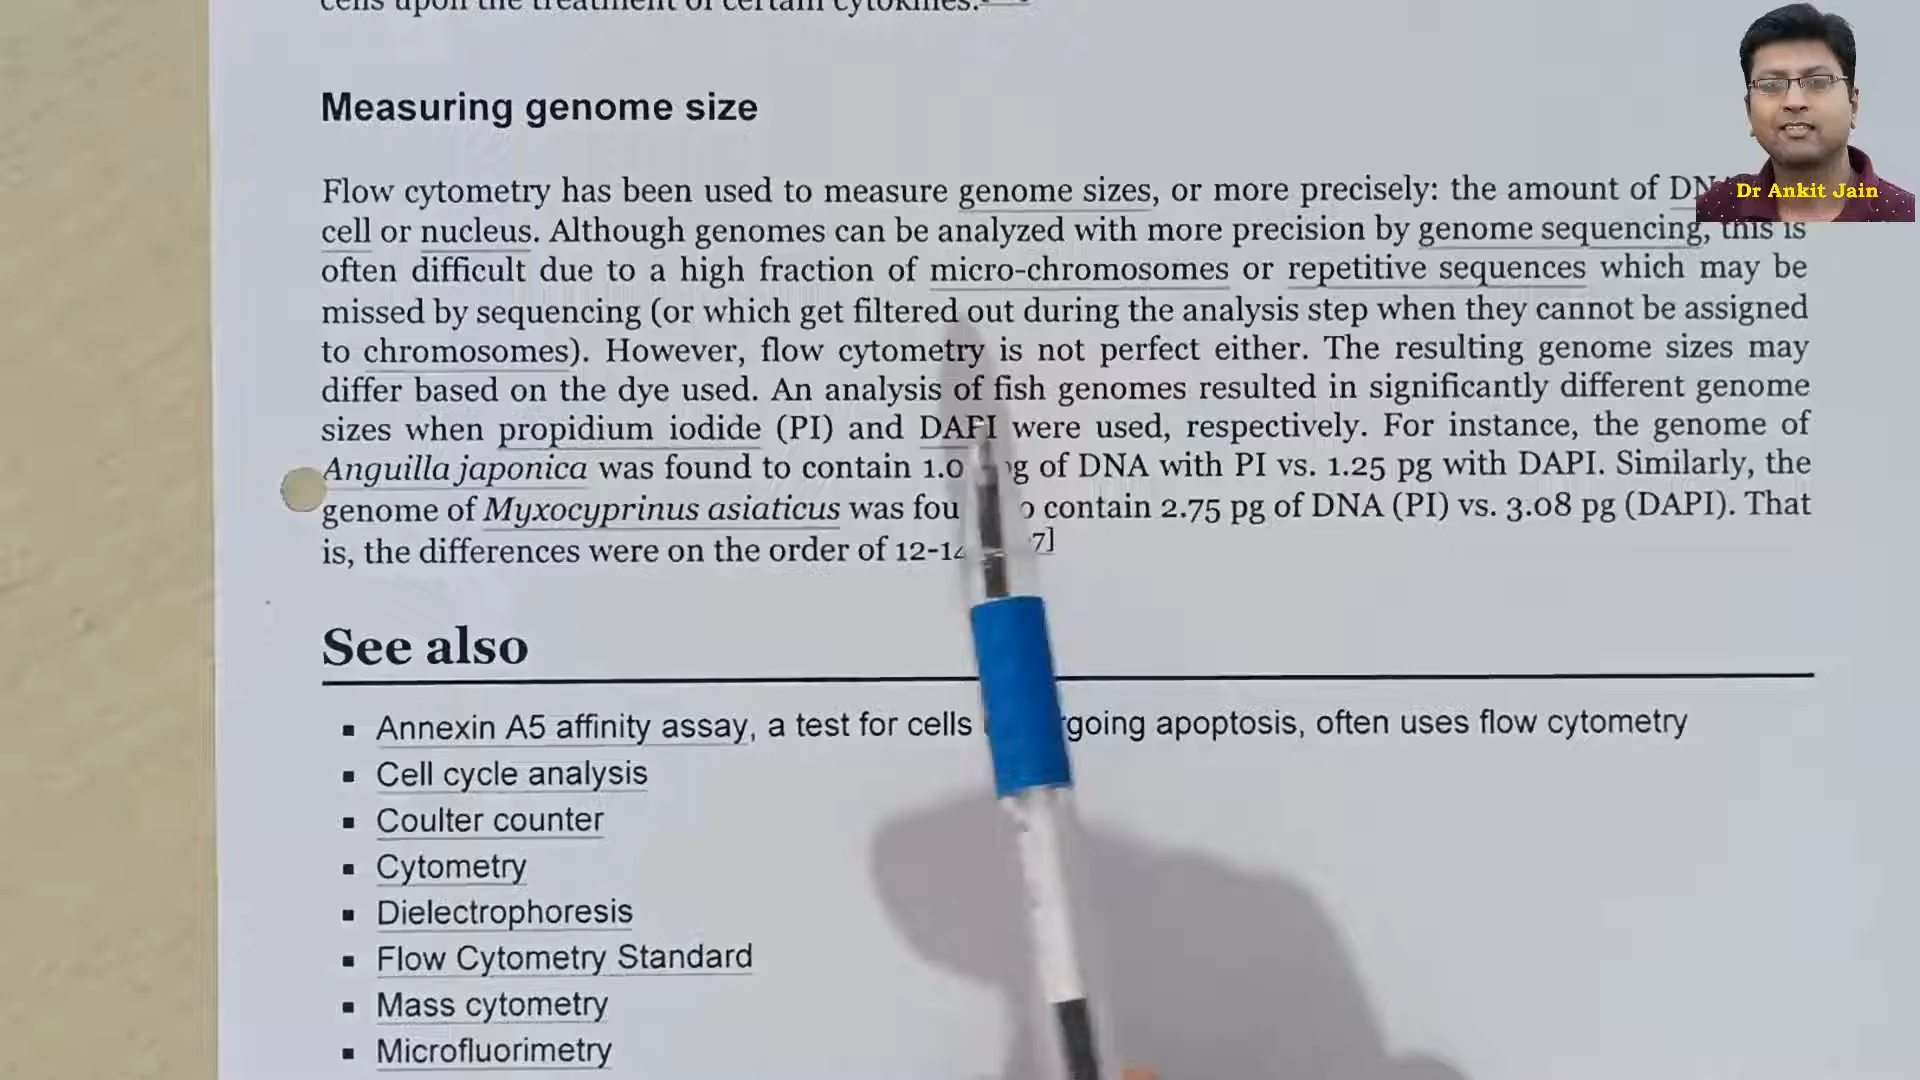 cells upon the treatment of certain cytokines.
Measuring genome size
Flow cytometry has been used to measure genome sizes, or more precisely: the amount of
cell or nucleus. Although genomes can be analyzed with more precision by genome sequencing, this is
often difficult due to a high fraction of micro-chromosomes or repetitive sequences which may be
missed by sequencing (or which get filtered out during the analysis step when they cannot be assigned
to chromosomes). However, flow cytometry is not perfect either. The resulting genome sizes may
differ based on the dye used. An analysis of fish genomes resulted in significantly different genome
sizes when propidium iodide (PI) and DAPI were used, respectively. For instance, the genome of
Anguilla japonica was found to contain of DNA with PI vs. 1.25 pg with DAPI. Similarly, the
genome of Myxocyprinus asiaticus was contain 2.75 pg of DNA (PI) vs. 3.08 pg (DAPI). That
is, the differences were on the order of
See also
▪ Annexin A5 affinity assay, a test for cells apoptosis, often uses flow cytometry
▪ Cell cycle analysis
▪ Coulter counter
▪ Cytometry
▪ Dielectrophoresis
▪ Flow Cytometry Standard
▪ Mass cytometry
▪ Microfluorimetry
Dr Ankit Jain